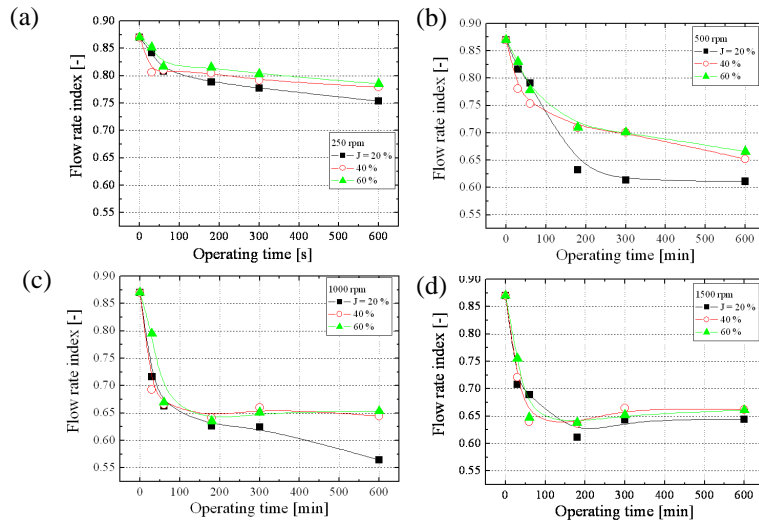 (a)
0.90
0.85
0.80
0.75
0.70
0.65
0.60
0.55
Flow rate index [-]
250 rpm
J = 20 %
40 %
60 %
0 100 200 300 400 500 600
Operating time [s]
(b)
0.90
0.85
0.80
0.75
0.70
0.65
0.60
0.55
Flow rate index [-]
500 rpm
J = 20 %
40 %
60 %
0 100 200 300 400 500 600
Operating time [min]
(c)
0.90
0.85
0.80
0.75
0.70
0.65
0.60
0.55
Flow rate index [-]
1000 rpm
J = 20 %
40 %
60 %
0 100 200 300 400 500 600
Operating time [min]
(d)
0.90
0.85
0.80
0.75
0.70
0.65
0.60
0.55
Flow rate index [-]
1500 rpm
J = 20 %
40 %
60 %
0 100 200 300 400 500 600
Operating time [min]